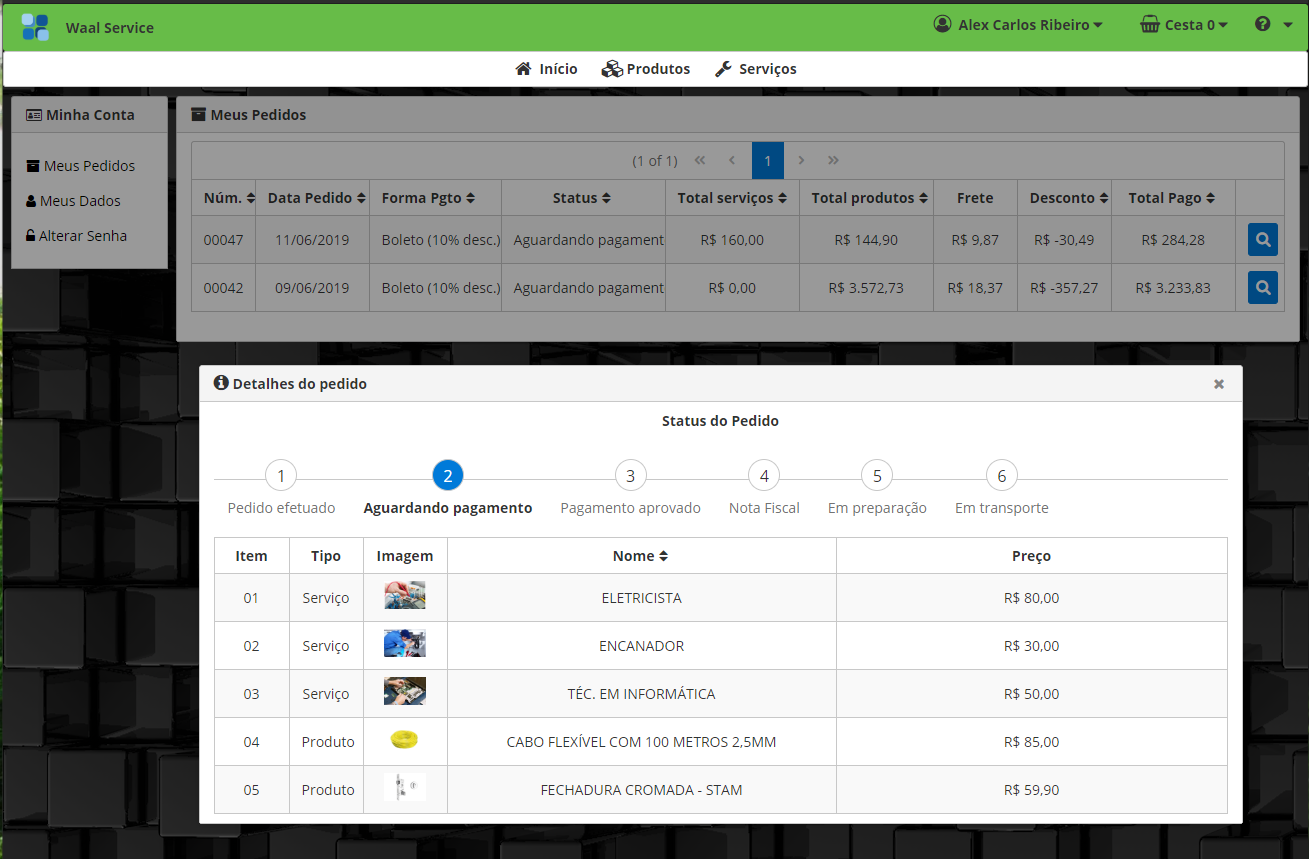 Waal Service
Alex Carlos Ribeiro
Cesta 0
Início Produtos Serviços
Minha Conta
Meus Pedidos
Meus Dados
Alterar Senha
Meus Pedidos
(1 of 1) 1
Núm. Data Pedido Forma Pgto Status Total serviços Total produtos Frete Desconto Total Pago
00047 11/06/2019 Boleto (10% desc.) Aguardando pagament R$ 160,00 R$ 144,90 R$ 9,87 R$ -30,49 R$ 284,28
00042 09/06/2019 Boleto (10% desc.) Aguardando pagament R$ 0,00 R$ 3.572,73 R$ 18,37 R$ -357,27 R$ 3.233,83
Detalhes do pedido
Status do Pedido
1 2 3 4 5 6
Pedido efetuado Aguardando pagamento Pagamento aprovado Nota Fiscal Em preparação Em transporte
Item Tipo Imagem Nome Preço
01 Serviço ELETRICISTA R$ 80,00
02 Serviço ENCANADOR R$ 30,00
03 Serviço TÉC. EM INFORMÁTICA R$ 50,00
04 Produto CABO FLEXÍVEL COM 100 METROS 2,5MM R$ 85,00
05 Produto FECHADURA CROMADA - STAM R$ 59,90